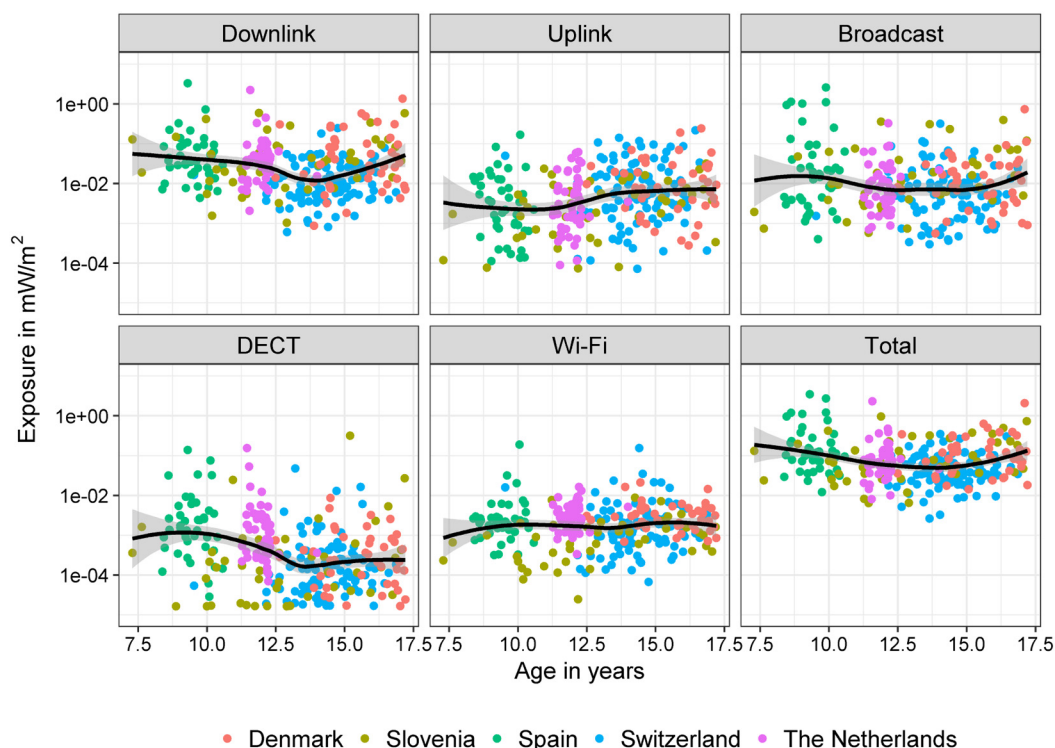 Downlink Uplink Broadcast
1e+00
1e-02
1e-04
DECT Wi-Fi Total
1e+00
1e-02
1e-04
Exposure in mW/m²
7.5 10.0 12.5 15.0 17.5 7.5 10.0 12.5 15.0 17.5 7.5 10.0 12.5 15.0 17.5
Age in years
Denmark Slovenia Spain Switzerland The Netherlands